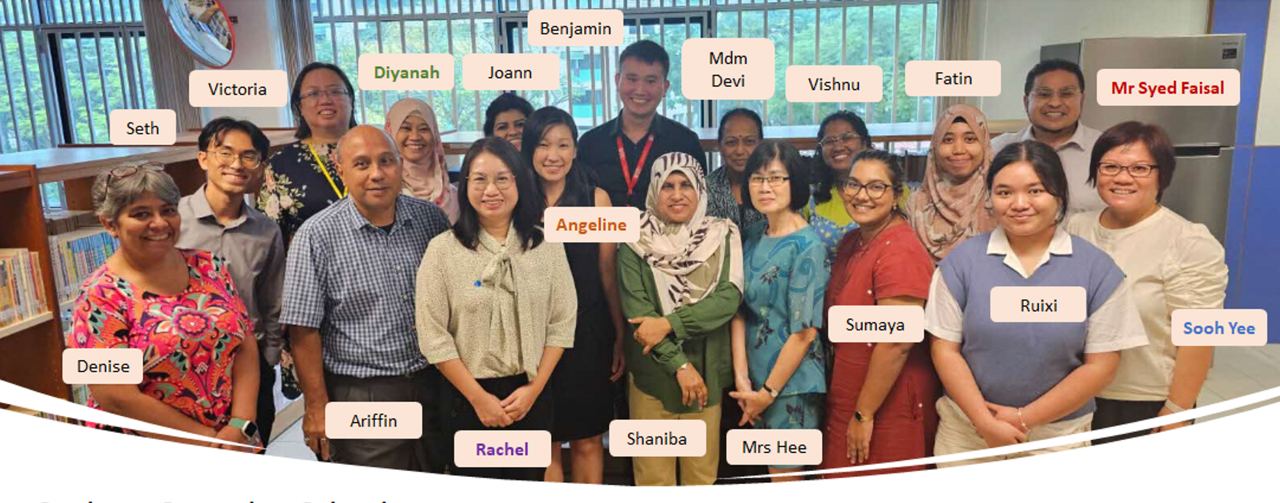 Benjamin
Mdm
Devi
Joann
Diyanah
Victoria
Vishnu
Fatin
Mr Syed Faisal
Seth
Angeline
Ruixi
Sumaya
Sooh Yee
Denise
Ariffin
Rachel
Shaniba
Mrs Hee